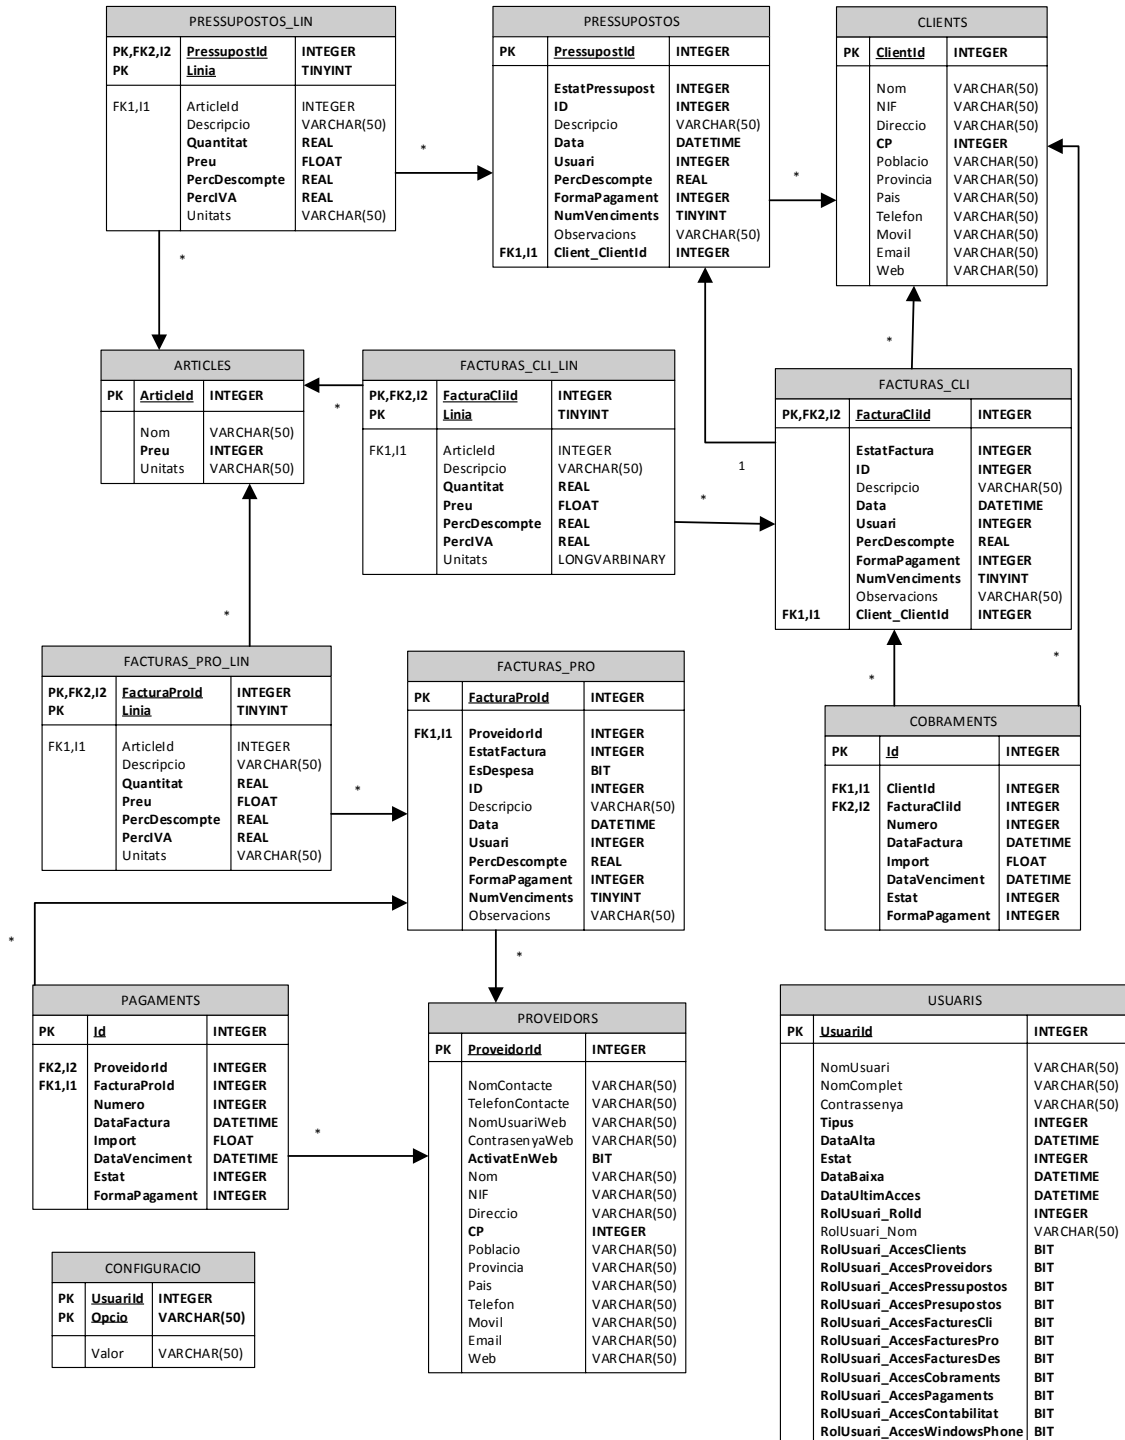 PRESSUPOSTOS_LIN
PK,FK2,I2 PressupostId INTEGER
PK Linia TINYINT
FK1,I1 ArticleId INTEGER
Descripcio VARCHAR(50)
Quantitat REAL
Preu FLOAT
PercDescompte REAL
PercIVA REAL
Unitats VARCHAR(50)
*
*
PRESSUPOSTOS
PK PressupostId INTEGER
EstatPressupost INTEGER
ID INTEGER
Descripcio VARCHAR(50)
Data DATETIME
Usuari INTEGER
PercDescompte REAL
FormaPagament INTEGER
NumVenciments TINYINT
Observacions VARCHAR(50)
FK1,I1 Client_ClientId INTEGER
*
CLIENTS
PK ClientId INTEGER
Nom VARCHAR(50)
NIF VARCHAR(50)
Direccio VARCHAR(50)
CP INTEGER
Poblacio VARCHAR(50)
Provincia VARCHAR(50)
Pais VARCHAR(50)
Telefon VARCHAR(50)
Movil VARCHAR(50)
Email VARCHAR(50)
Web VARCHAR(50)
*
ARTICLES
PK ArticleId INTEGER
Nom VARCHAR(50)
Preu INTEGER
Unitats VARCHAR(50)
*
FACTURAS_CLI_LIN
PK,FK2,I2 FacturaCliId INTEGER
PK Linia TINYINT
FK1,I1 ArticleId INTEGER
Descripcio VARCHAR(50)
Quantitat REAL
Preu FLOAT
PercDescompte REAL
PercIVA REAL
Unitats LONGVARBINARY
1
*
FACTURAS_CLI
PK,FK2,I2 FacturaCliId INTEGER
EstatFactura INTEGER
ID INTEGER
Descripcio VARCHAR(50)
Data DATETIME
Usuari INTEGER
PercDescompte REAL
FormaPagament INTEGER
NumVenciments TINYINT
Observacions VARCHAR(50)
FK1,I1 Client_ClientId INTEGER
*
*
*
FACTURAS_PRO_LIN
PK,FK2,I2 FacturaProId INTEGER
PK Linia TINYINT
FK1,I1 ArticleId INTEGER
Descripcio VARCHAR(50)
Quantitat REAL
Preu FLOAT
PercDescompte REAL
PercIVA REAL
Unitats VARCHAR(50)
*
FACTURAS_PRO
PK FacturaProId INTEGER
FK1,I1 ProveidorId INTEGER
EstatFactura INTEGER
EsDespesa BIT
ID INTEGER
Descripcio VARCHAR(50)
Data DATETIME
Usuari INTEGER
PercDescompte REAL
FormaPagament INTEGER
NumVenciments TINYINT
Observacions VARCHAR(50)
COBRAMENTS
PK Id INTEGER
FK1,I1 ClientId INTEGER
FK2,I2 FacturaCliId INTEGER
Numero INTEGER
DataFactura DATETIME
Import FLOAT
DataVenciment DATETIME
Estat INTEGER
FormaPagament INTEGER
*
*
PAGAMENTS
PK Id INTEGER
FK2,I2 ProveidorId INTEGER
FK1,I1 FacturaProId INTEGER
Numero INTEGER
DataFactura DATETIME
Import FLOAT
DataVenciment DATETIME
Estat INTEGER
FormaPagament INTEGER
*
PROVEIDORS
PK ProveidorId INTEGER
NomContacte VARCHAR(50)
TelefonContacte VARCHAR(50)
NomUsuariWeb VARCHAR(50)
ContrasenyaWeb VARCHAR(50)
ActivatEnWeb BIT
Nom VARCHAR(50)
NIF VARCHAR(50)
Direccio VARCHAR(50)
CP INTEGER
Poblacio VARCHAR(50)
Provincia VARCHAR(50)
Pais VARCHAR(50)
Telefon VARCHAR(50)
Movil VARCHAR(50)
Email VARCHAR(50)
Web VARCHAR(50)
USUARIS
PK UsuariId INTEGER
NomUsuari VARCHAR(50)
NomComplet VARCHAR(50)
Contrassenya VARCHAR(50)
Tipus INTEGER
DataAlta DATETIME
Estat INTEGER
DataBaixa DATETIME
DataUltimAcces DATETIME
RolUsuari_RolId INTEGER
RolUsuari_Nom VARCHAR(50)
RolUsuari_AccesClients BIT
RolUsuari_AccesProveidors BIT
RolUsuari_AccesPressupostos BIT
RolUsuari_AccesPresupostos BIT
RolUsuari_AccesFacturesCli BIT
RolUsuari_AccesFacturesPro BIT
RolUsuari_AccesFacturesDes BIT
RolUsuari_AccesCobraments BIT
RolUsuari_AccesPagaments BIT
RolUsuari_AccesContabilitat BIT
RolUsuari_AccesWindowsPhone BIT
CONFIGURACIO
PK UsuariId INTEGER
PK Opcio VARCHAR(50)
Valor VARCHAR(50)